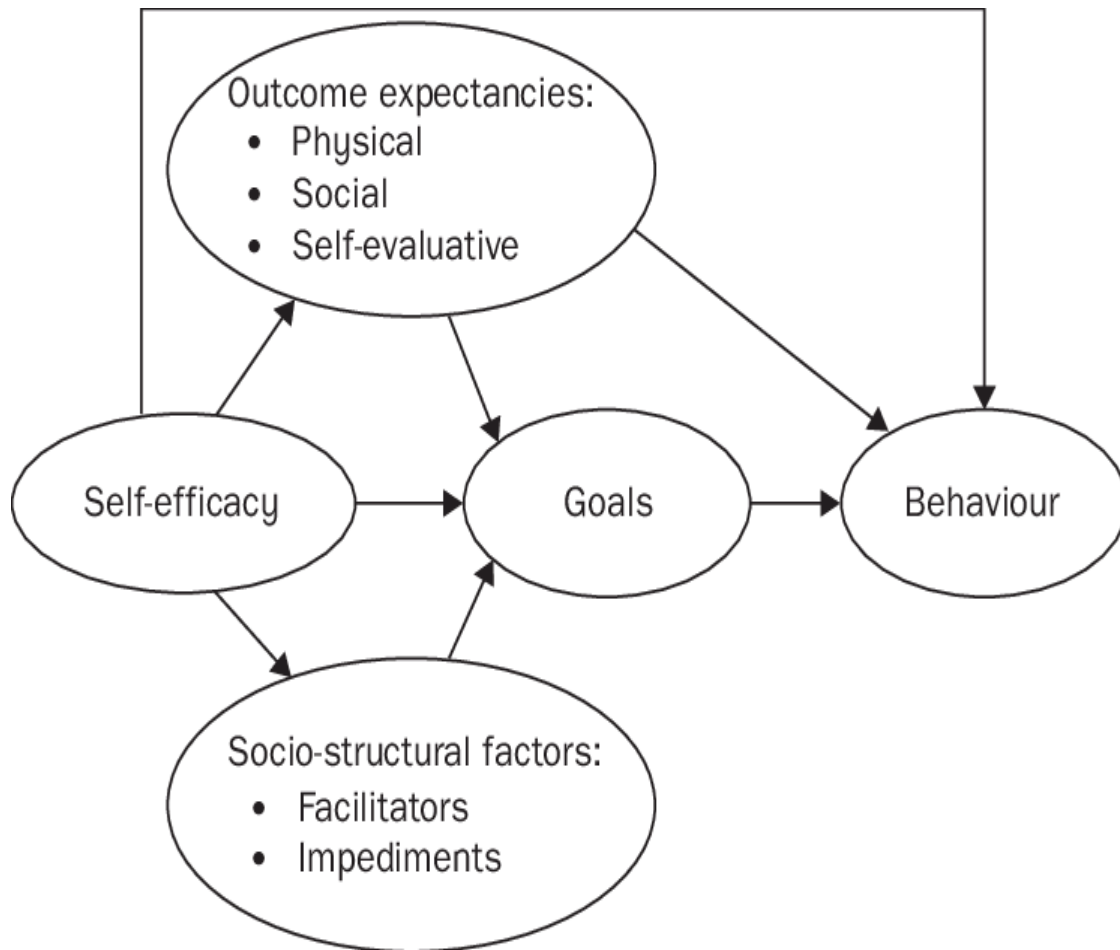 Outcome expectancies:
• Physical
• Social
• Self-evaluative
Self-efficacy
Goals
Behaviour
Socio-structural factors:
• Facilitators
• Impediments